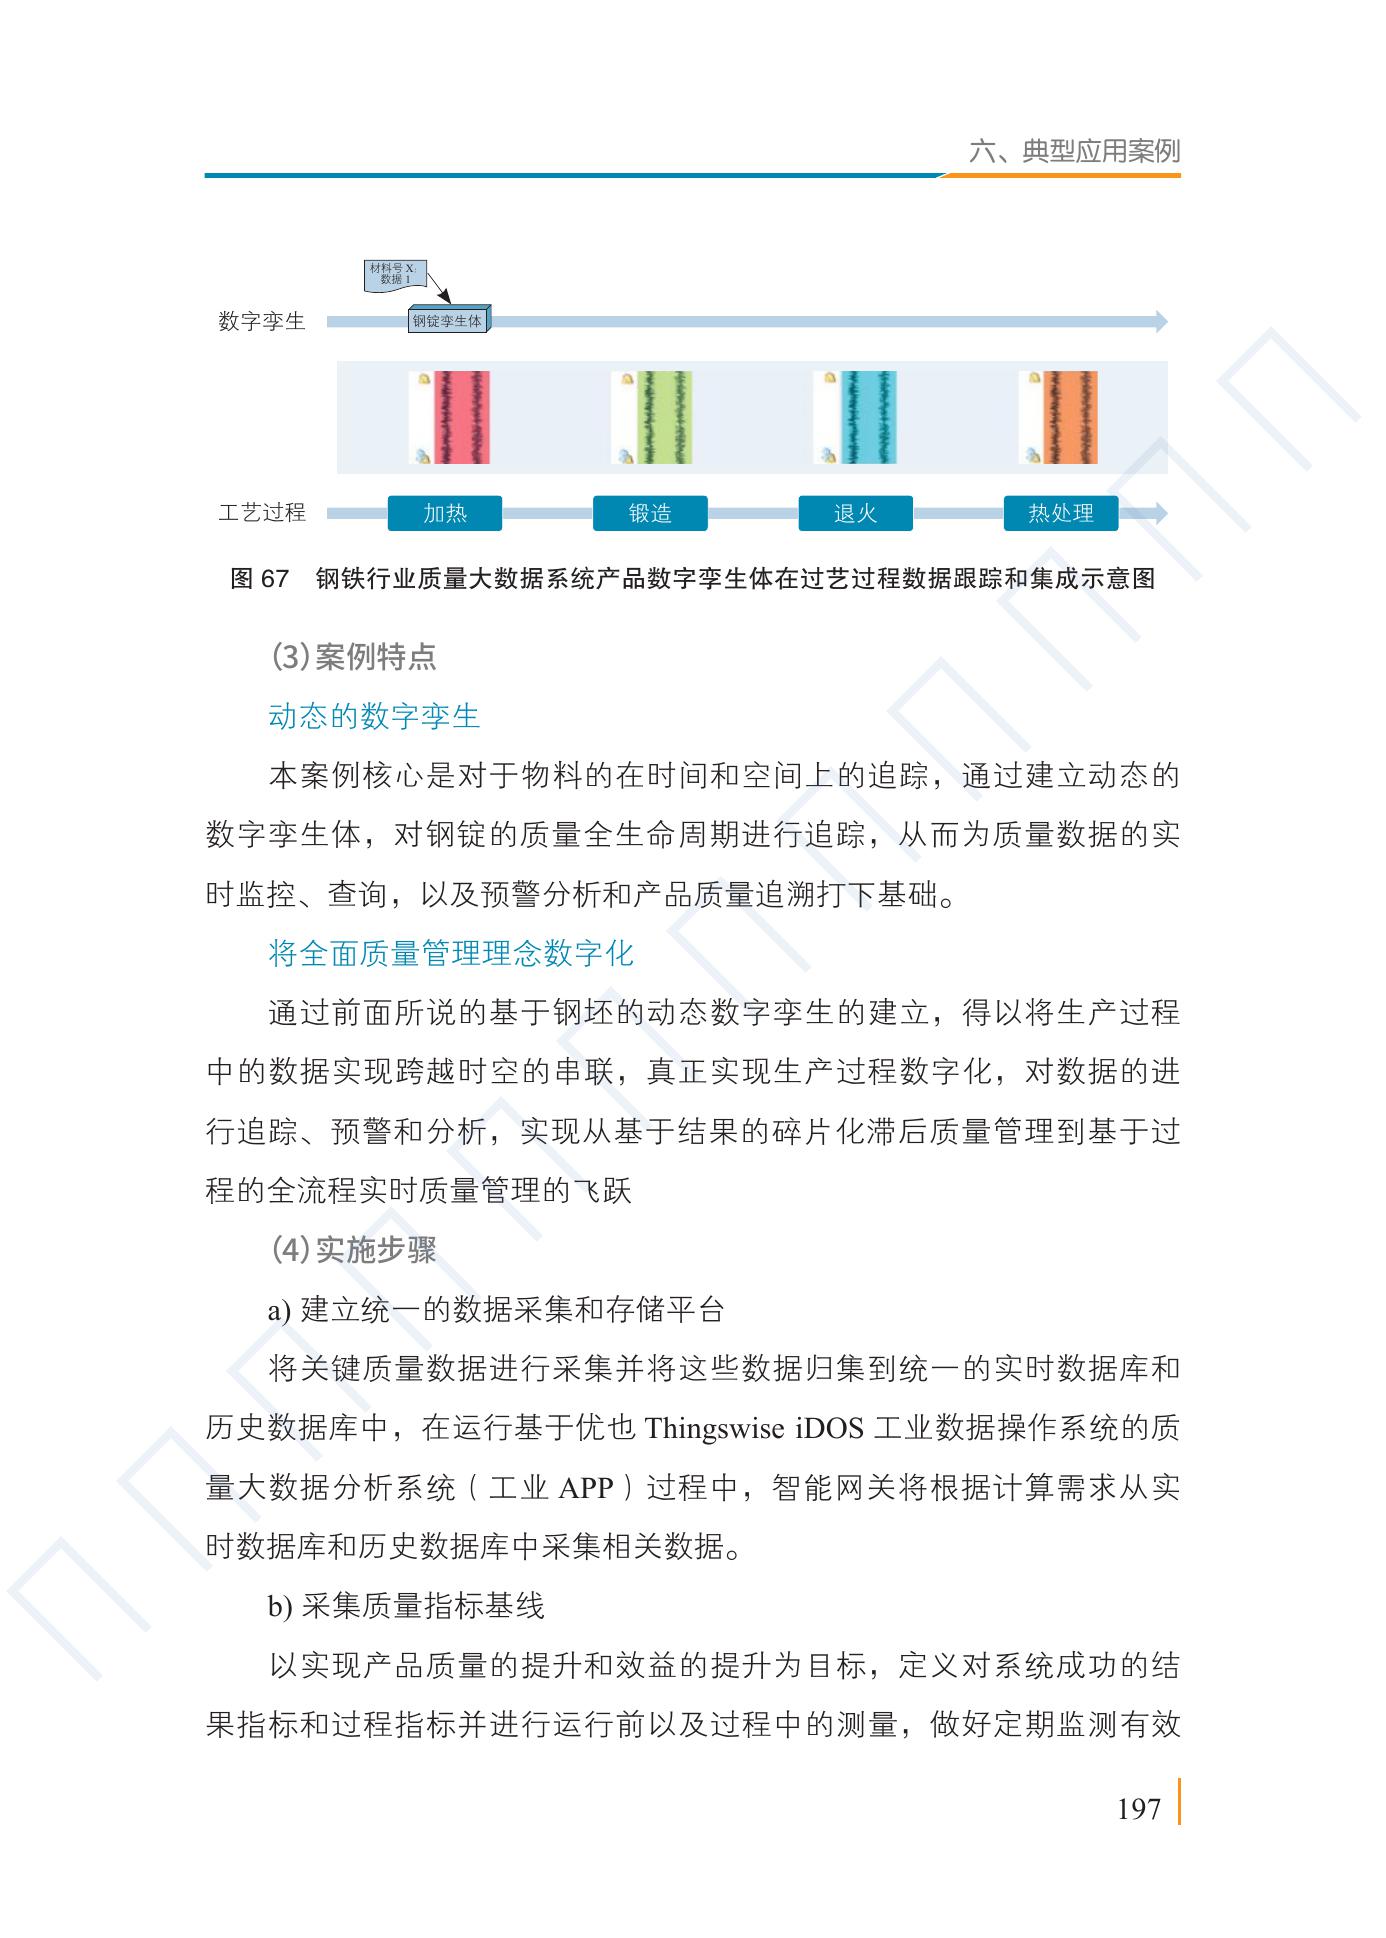 六、典型应用案例
材料号 X:
数据 1
数字孪生
钢锭孪生体
工艺过程
加热
锻造
退火
热处理
图 67 钢铁行业质量大数据系统产品数字孪生体在过艺过程数据跟踪和集成示意图
(3)案例特点
动态的数字孪生
本案例核心是对于物料的在时间和空间上的追踪，通过建立动态的
数字孪生体，对钢锭的质量全生命周期进行追踪，从而为质量数据的实
时监控、查询，以及预警分析和产品质量追溯打下基础。
将全面质量管理理念数字化
通过前面所说的基于钢坯的动态数字孪生的建立，得以将生产过程
中的数据实现跨越时空的串联，真正实现生产过程数字化，对数据的进
行追踪、预警和分析，实现从基于结果的碎片化滞后质量管理到基于过
程的全流程实时质量管理的飞跃
(4)实施步骤
a) 建立统一的数据采集和存储平台
将关键质量数据进行采集并将这些数据归集到统一的实时数据库和
历史数据库中，在运行基于优也 Thingswise iDOS 工业数据操作系统的质
量大数据分析系统（工业 APP）过程中，智能网关将根据计算需求从实
时数据库和历史数据库中采集相关数据。
b) 采集质量指标基线
以实现产品质量的提升和效益的提升为目标，定义对系统成功的结
果指标和过程指标并进行运行前以及过程中的测量，做好定期监测有效
197